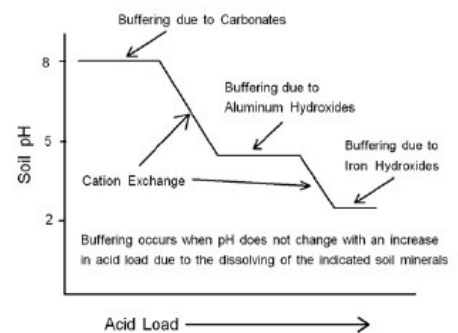 Buffering due to Carbonates
8
Buffering due to
Aluminum Hydroxides
Buffering due to
Iron Hydroxides
5
Soil pH
Cation Exchange
2
Buffering occurs when pH does not change with an increase
in acid load due to the dissolving of the indicated soil minerals
Acid Load